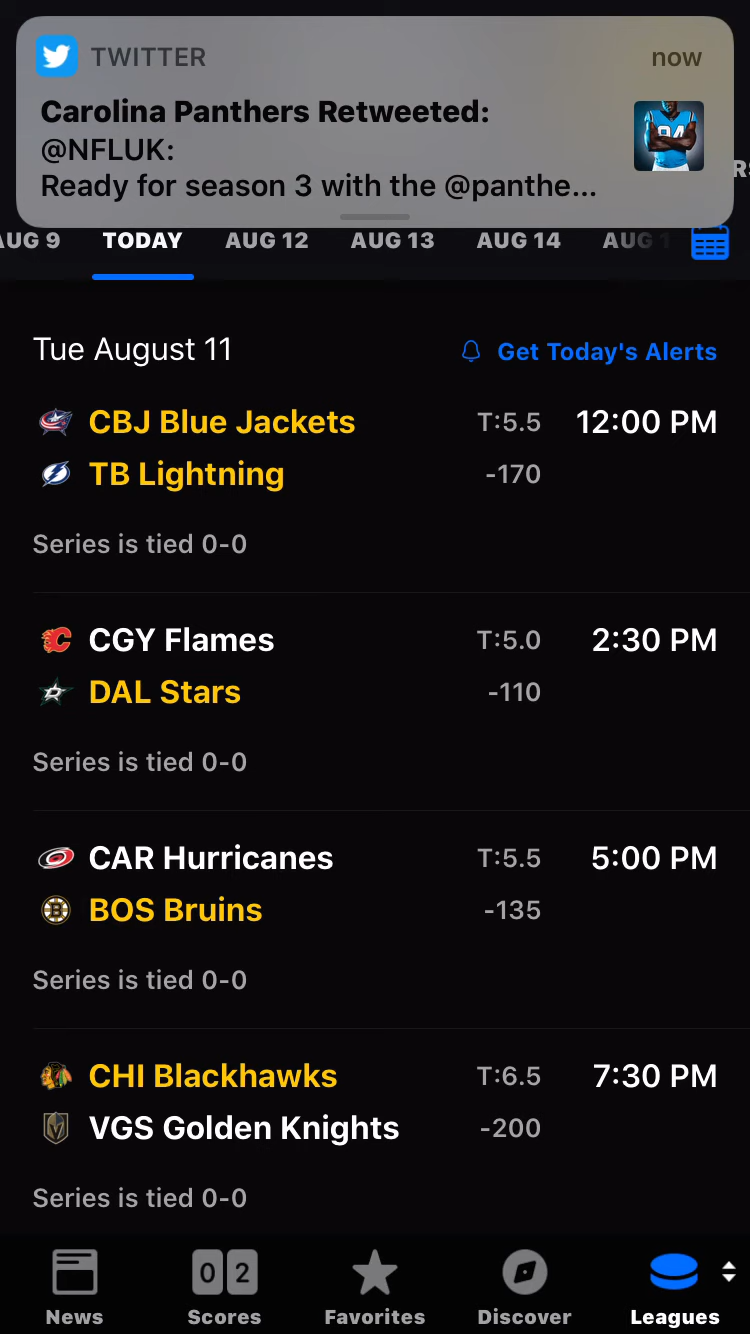 TWITTER now
Carolina Panthers Retweeted:
@NFLUK:
Ready for season 3 with the @panthe...
AUG 9 TODAY AUG 12 AUG 13 AUG 14 AUG 1
Tue August 11 Get Today's Alerts
CBJ Blue Jackets T:5.5 12:00 PM
TB Lightning -170
Series is tied 0-0
CGY Flames T:5.0 2:30 PM
DAL Stars -110
Series is tied 0-0
CAR Hurricanes T:5.5 5:00 PM
BOS Bruins -135
Series is tied 0-0
CHI Blackhawks T:6.5 7:30 PM
VGS Golden Knights -200
Series is tied 0-0
0 2
News Scores Favorites Discover Leagues